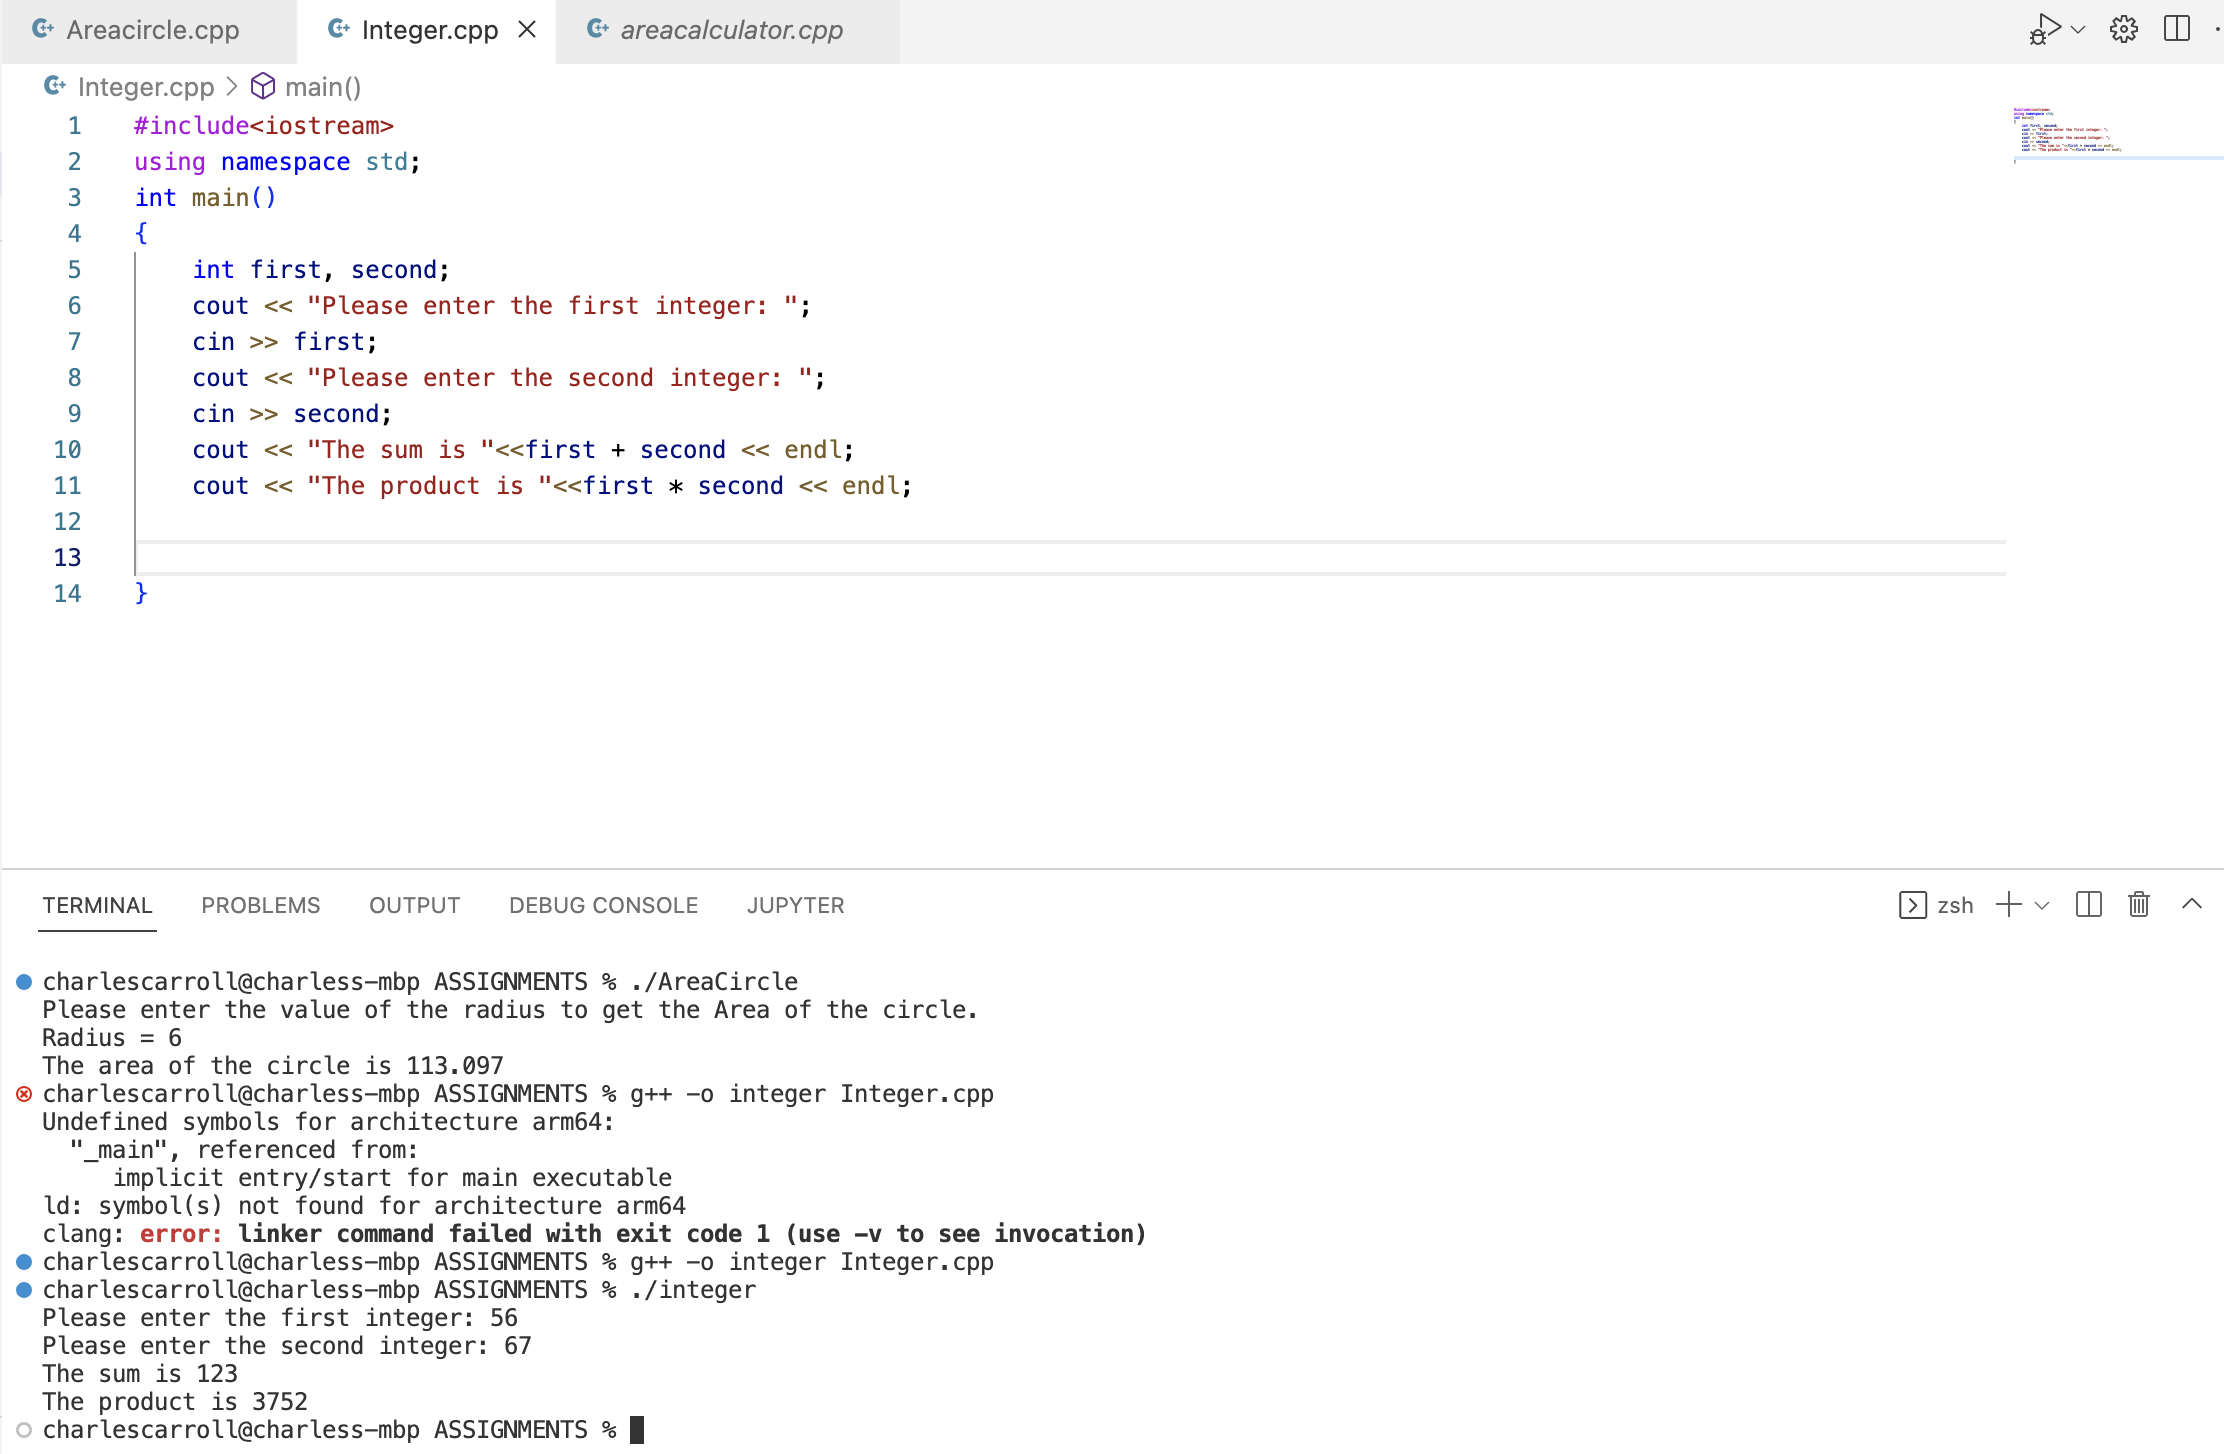 Areacircle.cpp Integer.cpp areacalculator.cpp
Integer.cpp > main()
1 #include<iostream>
2 using namespace std;
3 int main()
4 {
5     int first, second;
6     cout << "Please enter the first integer: ";
7     cin >> first;
8     cout << "Please enter the second integer: ";
9     cin >> second;
10     cout << "The sum is "<<first + second << endl;
11     cout << "The product is "<<first * second << endl;
12
13
14 }
TERMINAL PROBLEMS OUTPUT DEBUG CONSOLE JUPYTER zsh
charlescarroll@charless-mbp ASSIGNMENTS % ./AreaCircle
Please enter the value of the radius to get the Area of the circle.
Radius = 6
The area of the circle is 113.097
charlescarroll@charless-mbp ASSIGNMENTS % g++ -o integer Integer.cpp
Undefined symbols for architecture arm64:
  "_main", referenced from:
     implicit entry/start for main executable
ld: symbol(s) not found for architecture arm64
clang: error: linker command failed with exit code 1 (use -v to see invocation)
charlescarroll@charless-mbp ASSIGNMENTS % g++ -o integer Integer.cpp
charlescarroll@charless-mbp ASSIGNMENTS % ./integer
Please enter the first integer: 56
Please enter the second integer: 67
The sum is 123
The product is 3752
charlescarroll@charless-mbp ASSIGNMENTS %